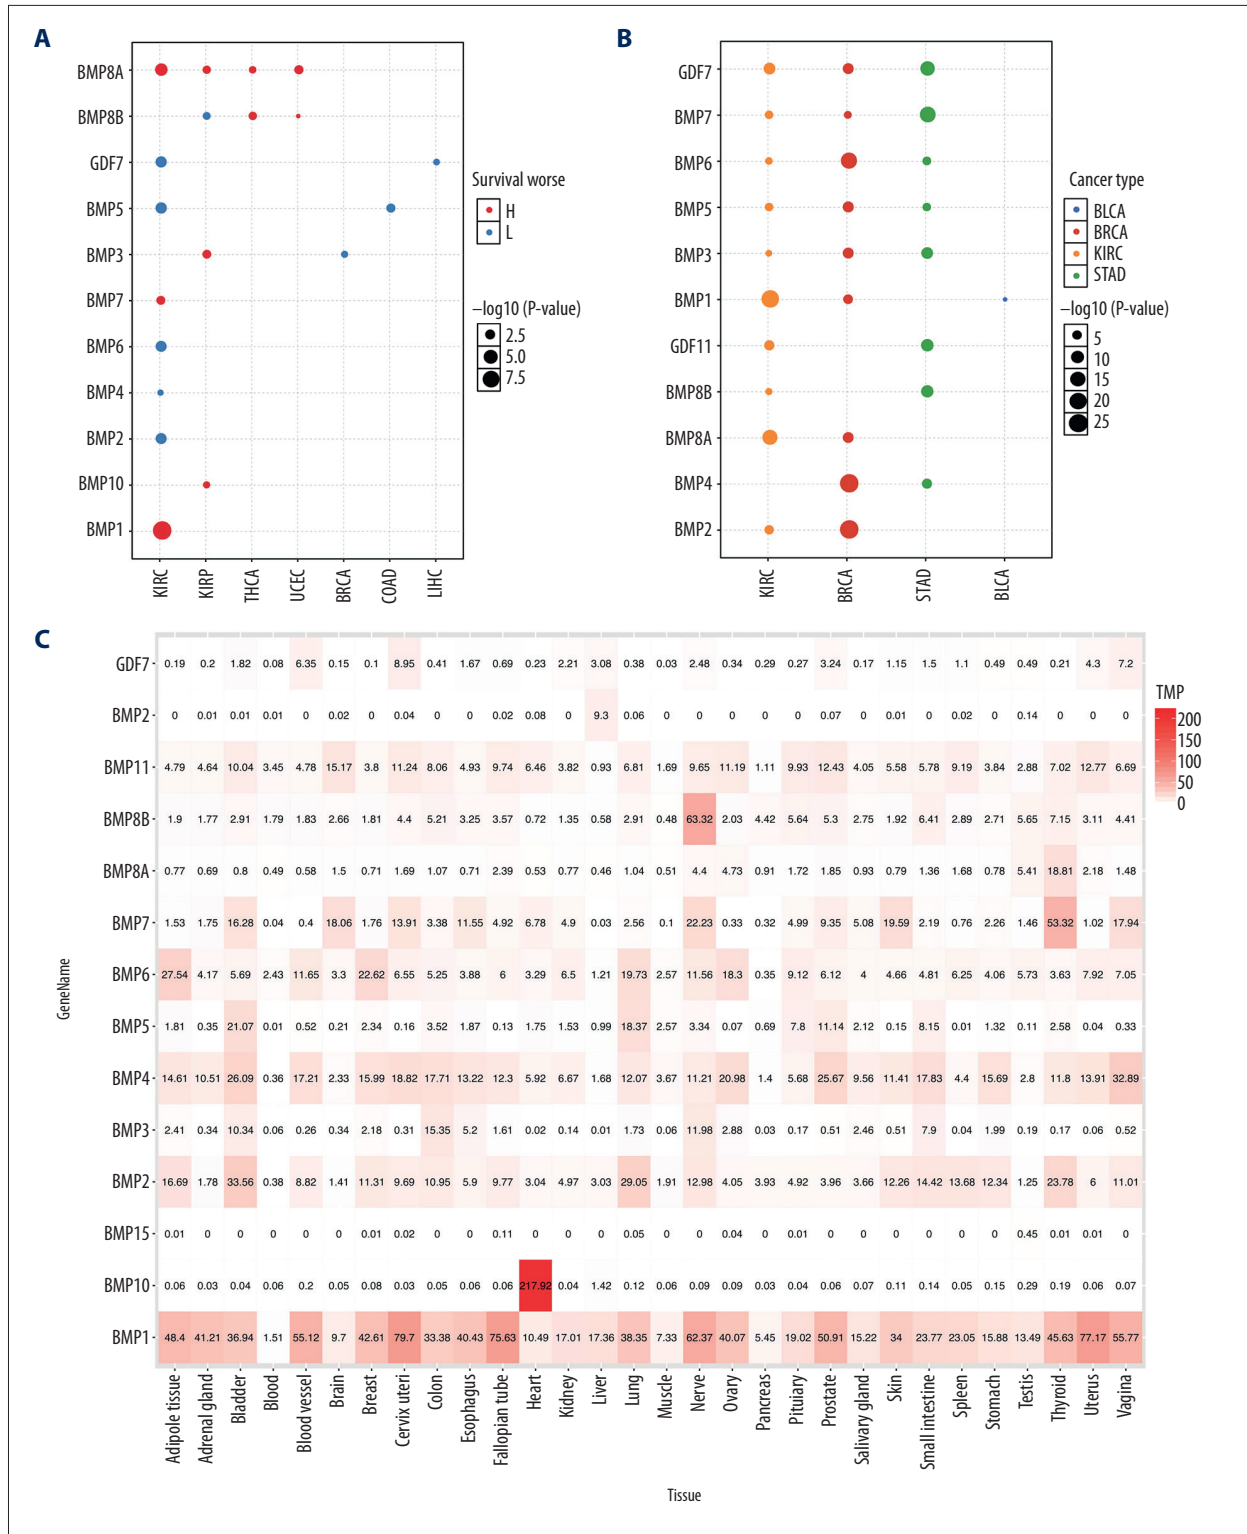 A
BMP8A
BMP8B
GDF7
BMP5
BMP3
BMP7
BMP6
BMP4
BMP2
BMP10
BMP1
KIRC KIRP THCA UCEC BRCA COAD LIHC
Survival worse
H
L
–log10 (P-value)
2.5
5.0
7.5
B
GDF7
BMP7
BMP6
BMP5
BMP3
BMP1
GDF11
BMP8B
BMP8A
BMP4
BMP2
KIRC BRCA STAD BLCA
Cancer type
BLCA
BRCA
KIRC
STAD
–log10 (P-value)
5
10
15
20
25
C
GeneName
GDF7 0.19 0.2 1.82 0.08 6.35 0.15 0.1 8.95 0.41 1.67 0.69 0.23 2.21 3.08 0.38 0.03 2.48 0.34 0.29 0.27 3.24 0.17 1.15 1.5 1.1 0.49 0.49 0.21 4.3 7.2
BMP2 0 0.01 0.01 0.01 0 0.02 0 0.04 0 0 0.02 0.08 0 9.3 0.06 0 0 0 0 0 0.07 0 0.01 0 0.02 0 0.14 0 0 0
BMP11 4.79 4.64 10.04 3.45 4.78 15.17 3.8 11.24 8.06 4.93 9.74 6.46 3.82 0.93 6.81 1.69 9.65 11.19 1.11 9.93 12.43 4.05 5.58 5.78 9.19 3.84 2.88 7.02 12.77 6.69
BMP8B 1.9 1.77 2.91 1.79 1.83 2.66 1.81 4.4 5.21 3.25 3.57 0.72 1.35 0.58 2.91 0.48 63.32 2.03 4.42 5.64 5.3 2.75 1.92 6.41 2.89 2.71 5.65 7.15 3.11 4.41
BMP8A 0.77 0.69 0.8 0.49 0.58 1.5 0.71 1.69 1.07 0.71 2.39 0.53 0.77 0.46 1.04 0.51 4.4 4.73 0.91 1.72 1.85 0.93 0.79 1.36 1.68 0.78 5.41 18.81 2.18 1.48
BMP7 1.53 1.75 16.28 0.04 0.4 18.06 1.76 13.91 3.38 11.55 4.92 6.78 4.9 0.03 2.56 0.1 22.23 0.33 0.32 4.99 9.35 5.08 19.59 2.19 0.76 2.26 1.46 53.32 1.02 17.94
BMP6 27.54 4.17 5.69 2.43 11.65 3.3 22.62 6.55 5.25 3.88 6 3.29 6.5 1.21 19.73 2.57 11.56 18.3 0.35 9.12 6.12 4 4.66 4.81 6.25 4.06 5.73 3.63 7.92 7.05
BMP5 1.81 0.35 21.07 0.01 0.52 0.21 2.34 0.16 3.52 1.87 0.13 1.75 1.53 0.99 18.37 2.57 3.34 0.07 0.69 7.8 11.14 2.12 0.15 8.15 0.01 1.32 0.11 2.58 0.04 0.33
BMP4 14.61 10.51 26.09 0.36 17.21 2.33 15.99 18.82 17.71 13.22 12.3 5.92 6.67 1.68 12.07 3.67 11.21 20.98 1.4 5.68 25.67 9.56 11.41 17.83 4.4 15.69 2.8 11.8 13.91 32.89
BMP3 2.41 0.34 10.34 0.06 0.26 0.34 2.18 0.31 15.35 5.2 1.61 0.02 0.14 0.01 1.73 0.06 11.98 2.88 0.03 0.17 0.51 2.46 0.51 7.9 0.04 1.99 0.19 0.17 0.06 0.52
BMP2 16.69 1.78 33.56 0.38 8.82 1.41 11.31 9.69 10.95 5.9 9.77 3.04 4.97 3.03 29.05 1.91 12.98 4.05 3.93 4.92 3.96 3.66 12.26 14.42 13.68 12.34 1.25 23.78 6 11.01
BMP15 0.01 0 0 0 0 0 0.01 0.02 0 0 0.11 0 0 0 0.05 0 0 0.04 0 0.01 0 0 0 0 0 0 0.45 0.01 0.01 0
BMP10 0.06 0.03 0.04 0.06 0.2 0.05 0.08 0.03 0.05 0.06 0.06 217.92 0.04 1.42 0.12 0.06 0.09 0.09 0.03 0.04 0.06 0.07 0.11 0.14 0.05 0.15 0.29 0.19 0.06 0.07
BMP1 48.4 41.21 36.94 1.51 55.12 9.7 42.61 79.7 33.38 40.43 75.63 10.49 17.01 17.36 38.35 7.33 62.37 40.07 5.45 19.02 50.91 15.22 34 23.77 23.05 15.88 13.49 45.63 77.17 55.77
Adipole tissue Adrenal gland Bladder Blood Blood vessel Brain Breast Cervix uteri Colon Esophagus Fallopian tube Heart Kidney Liver Lung Muscle Nerve Ovary Pancreas Pituiary Prostate Salivary gland Skin Small intestine Spleen Stomach Testis Thyroid Uterus Vagina
Tissue
TMP
200
150
100
50
0